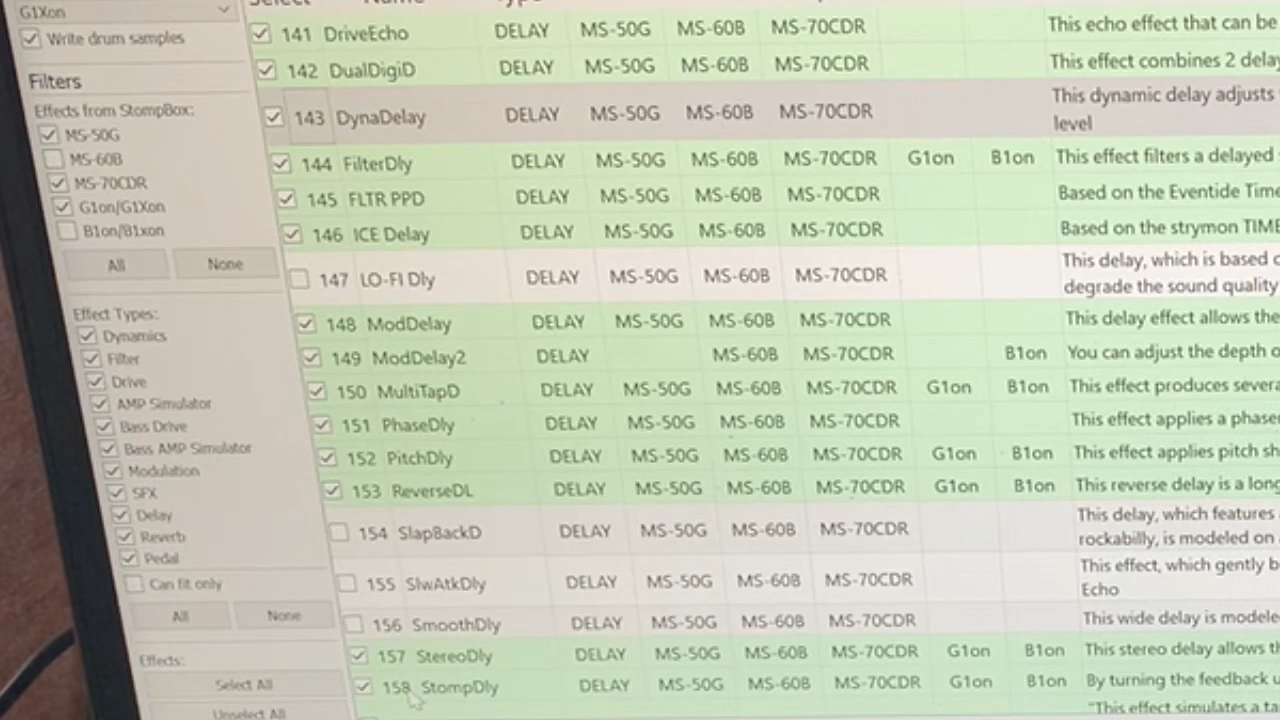 G1Xon
Write drum samples
Filters
Effects from StompBox:
MS-50G
MS-60B
MS-70CDR
G1on/G1Xon
B1on/B1xon
All None
Effect Types:
Dynamics
Filter
Drive
AMP Simulator
Bass Drive
Bass AMP Simulator
Modulation
SFX
Delay
Reverb
Pedal
Can fit only
All None
Effects:
Select All
Unselect All
141 DriveEcho DELAY MS-50G MS-60B MS-70CDR This echo effect that can be
142 DualDigiD DELAY MS-50G MS-60B MS-70CDR This effect combines 2 delay
143 DynaDelay DELAY MS-50G MS-60B MS-70CDR This dynamic delay adjusts
level
144 FilterDly DELAY MS-50G MS-60B MS-70CDR G1on B1on This effect filters a delayed
145 FLTR PPD DELAY MS-50G MS-60B MS-70CDR Based on the Eventide Time
146 ICE Delay DELAY MS-50G MS-60B MS-70CDR Based on the strymon TIME
147 LO-FI Dly DELAY MS-50G MS-60B MS-70CDR This delay, which is based
degrade the sound quality
148 ModDelay DELAY MS-50G MS-60B MS-70CDR This delay effect allows the
149 ModDelay2 DELAY MS-60B MS-70CDR B1on You can adjust the depth
150 MultiTapD DELAY MS-50G MS-60B MS-70CDR G1on B1on This effect produces severa
151 PhaseDly DELAY MS-50G MS-60B MS-70CDR This effect applies a phase
152 PitchDly DELAY MS-50G MS-60B MS-70CDR G1on B1on This effect applies pitch sh
153 ReverseDL DELAY MS-50G MS-60B MS-70CDR G1on B1on This reverse delay is a long
154 SlapBackD DELAY MS-50G MS-60B MS-70CDR This delay, which features
rockabilly, is modeled on
155 SlwAtkDly DELAY MS-50G MS-60B MS-70CDR This effect, which gently b
Echo
156 SmoothDly DELAY MS-50G MS-60B MS-70CDR This wide delay is modele
157 StereoDly DELAY MS-50G MS-60B MS-70CDR G1on B1on This stereo delay allows th
158 StompDly DELAY MS-50G MS-60B MS-70CDR G1on B1on By turning the feedback u
"This effect simulates a ta